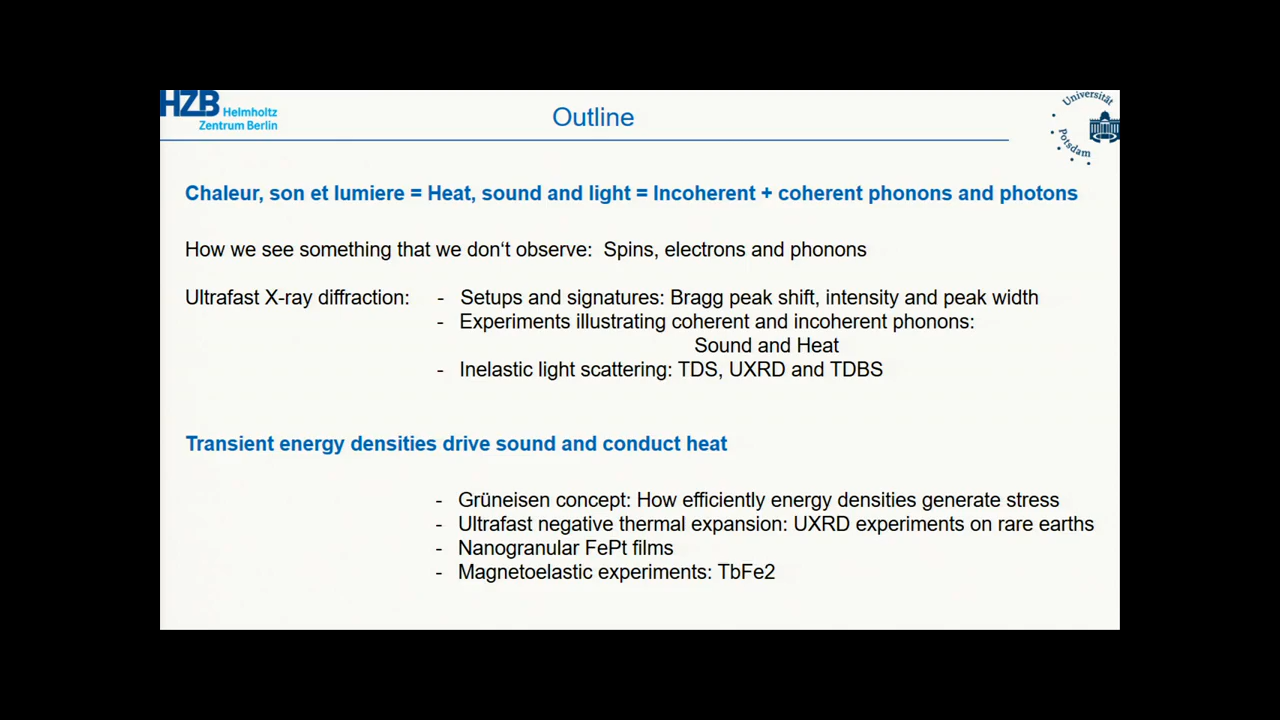 HZB Helmholtz
Zentrum Berlin
Outline
Universität
Potsdam
Chaleur, son et lumiere = Heat, sound and light = Incoherent + coherent phonons and photons
How we see something that we don‘t observe: Spins, electrons and phonons
Ultrafast X-ray diffraction: - Setups and signatures: Bragg peak shift, intensity and peak width
- Experiments illustrating coherent and incoherent phonons:
Sound and Heat
- Inelastic light scattering: TDS, UXRD and TDBS
Transient energy densities drive sound and conduct heat
- Grüneisen concept: How efficiently energy densities generate stress
- Ultrafast negative thermal expansion: UXRD experiments on rare earths
- Nanogranular FePt films
- Magnetoelastic experiments: TbFe2